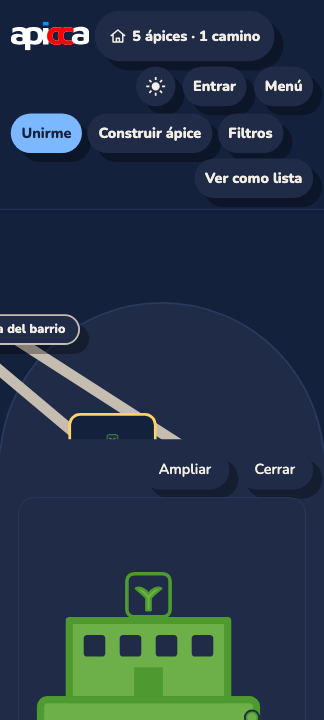 apicca
5 ápices · 1 camino
Entrar
Menú
Unirme
Construir ápice
Filtros
Ver como lista
a del barrio
Ampliar
Cerrar